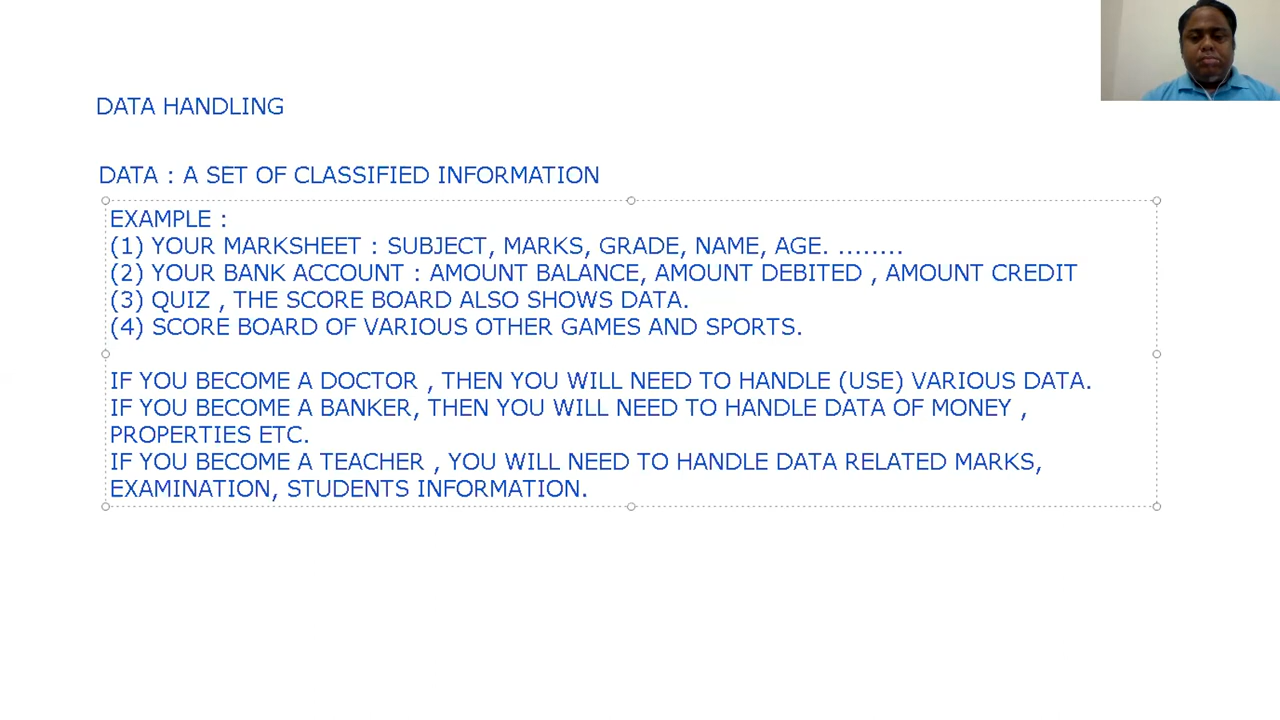 DATA HANDLING
DATA : A SET OF CLASSIFIED INFORMATION
EXAMPLE :
(1) YOUR MARKSHEET : SUBJECT, MARKS, GRADE, NAME, AGE. ........
(2) YOUR BANK ACCOUNT : AMOUNT BALANCE, AMOUNT DEBITED , AMOUNT CREDIT
(3) QUIZ , THE SCORE BOARD ALSO SHOWS DATA.
(4) SCORE BOARD OF VARIOUS OTHER GAMES AND SPORTS.
IF YOU BECOME A DOCTOR , THEN YOU WILL NEED TO HANDLE (USE) VARIOUS DATA.
IF YOU BECOME A BANKER, THEN YOU WILL NEED TO HANDLE DATA OF MONEY ,
PROPERTIES ETC.
IF YOU BECOME A TEACHER , YOU WILL NEED TO HANDLE DATA RELATED MARKS,
EXAMINATION, STUDENTS INFORMATION.